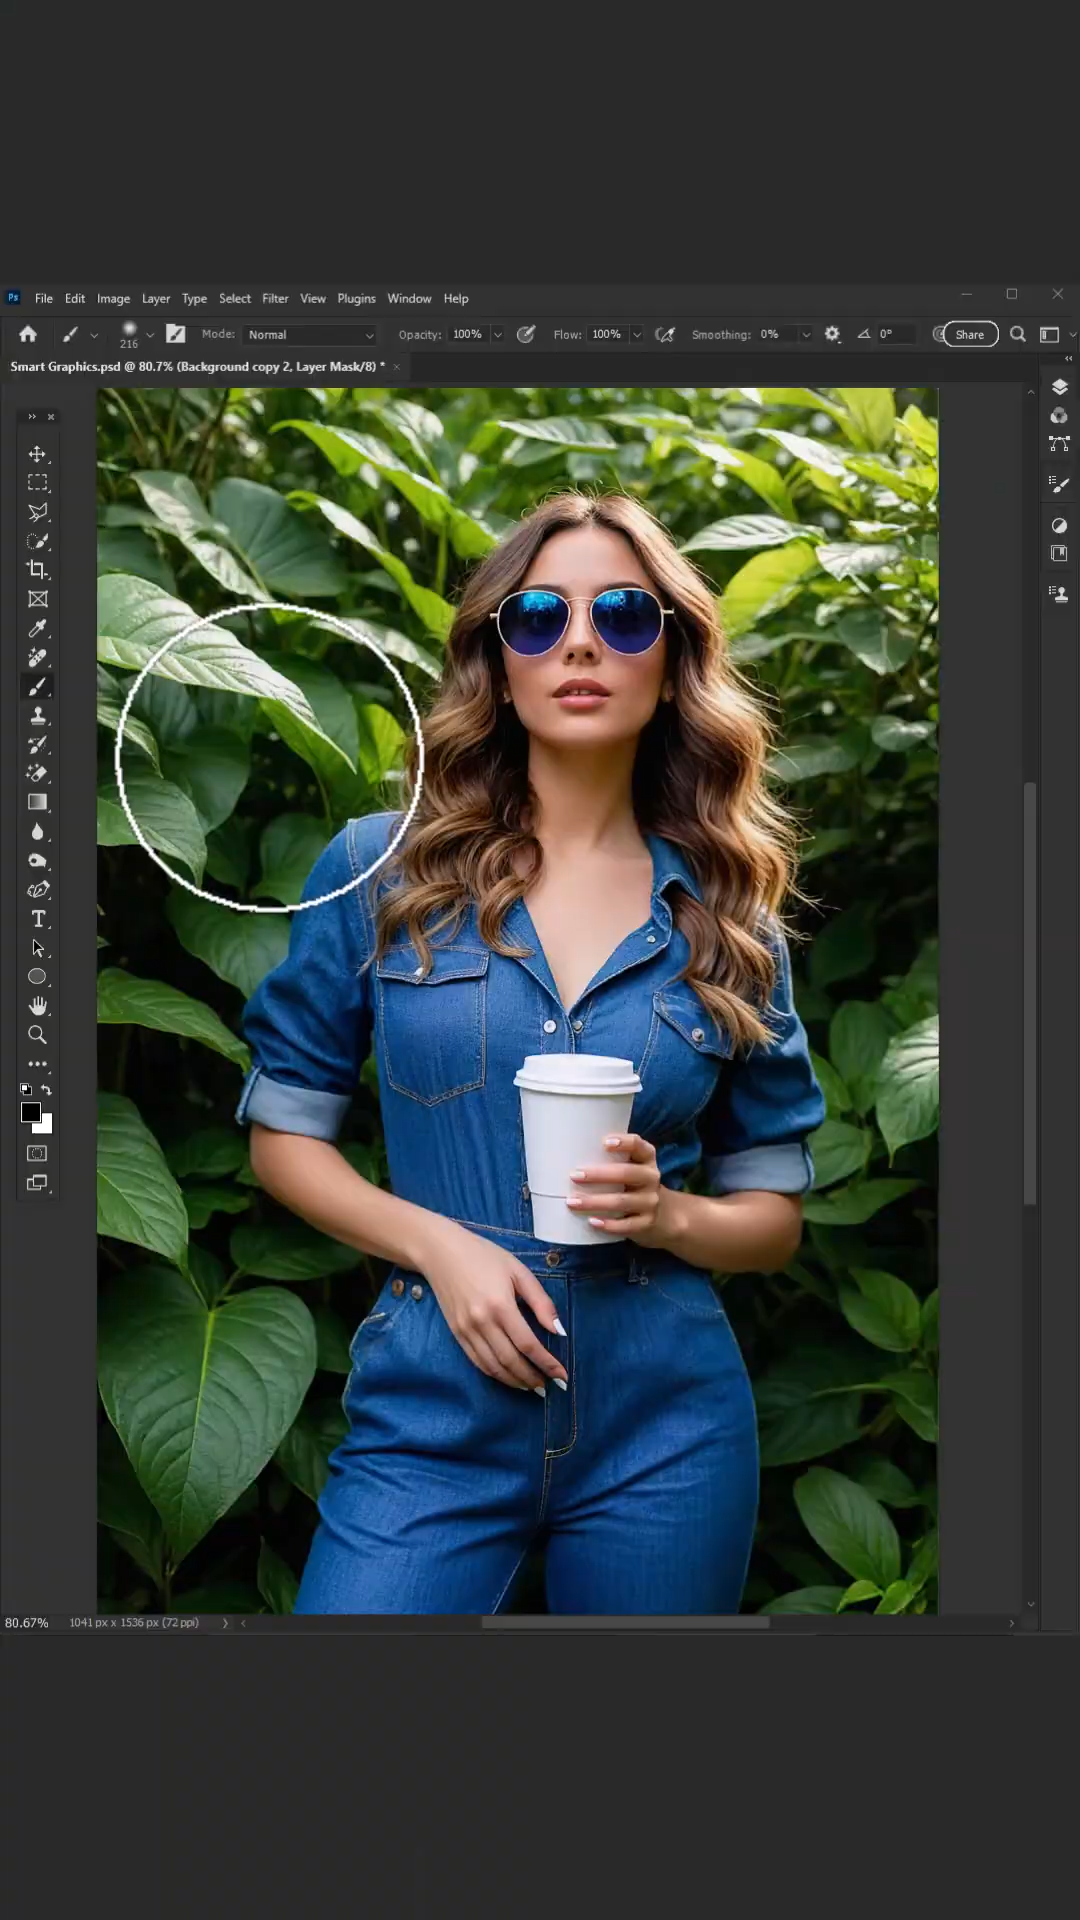 Ps File Edit Image Layer Type Select Filter View Plugins Window Help
216 Mode: Normal Opacity: 100% Flow: 100% Smoothing: 0% 0° Share
Smart Graphics.psd @ 80.7% (Background copy 2, Layer Mask/8) * ×
T
80.67% 1041 px x 1536 px (72 ppi)